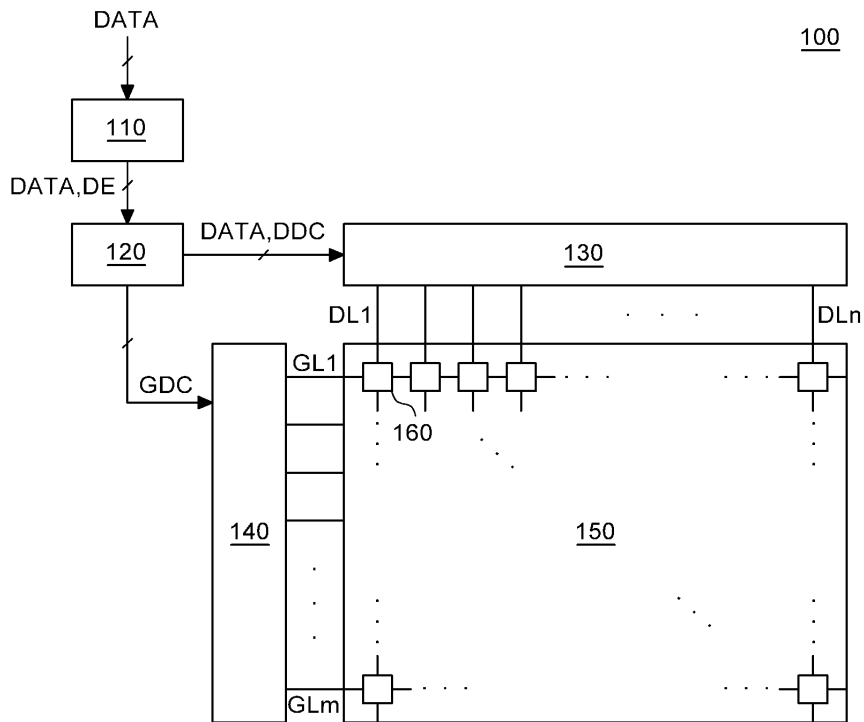 DATA
100
110
DATA,DE
120
DATA,DDC
130
DL1
DLn
GDC
GL1
160
140
150
GLm